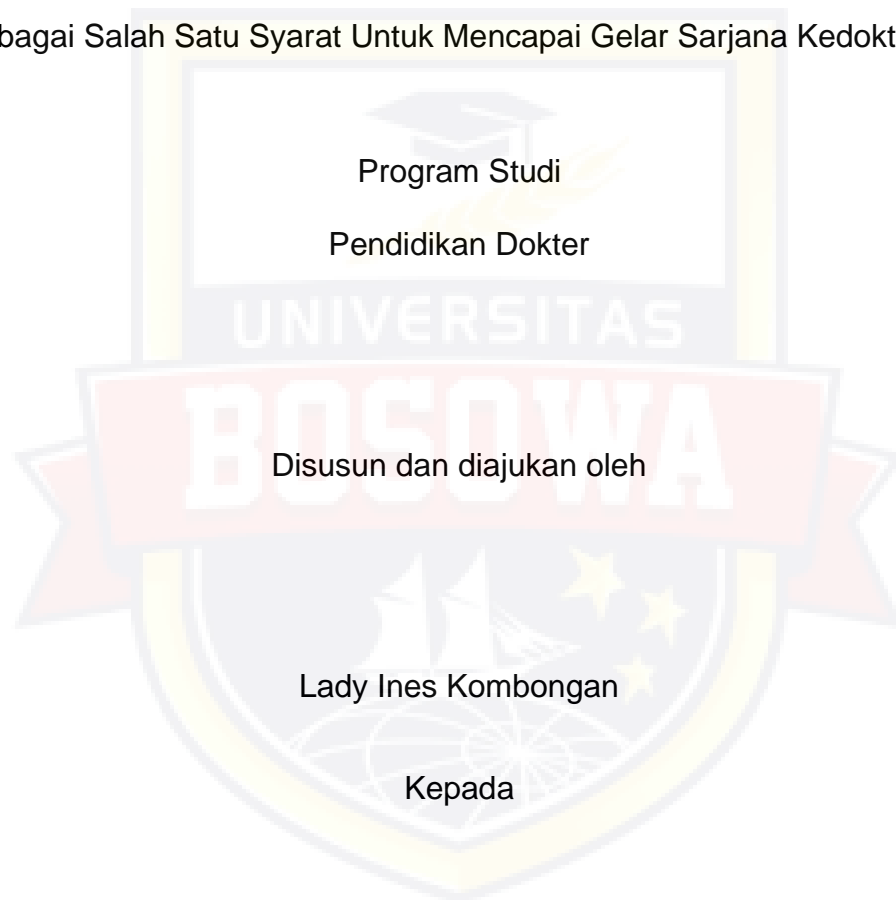 bagai Salah Satu Syarat Untuk Mencapai Gelar Sarjana Kedokt
Program Studi
Pendidikan Dokter
UNIVERSITAS
BOSOWA
Disusun dan diajukan oleh
Lady Ines Kombongan
Kepada